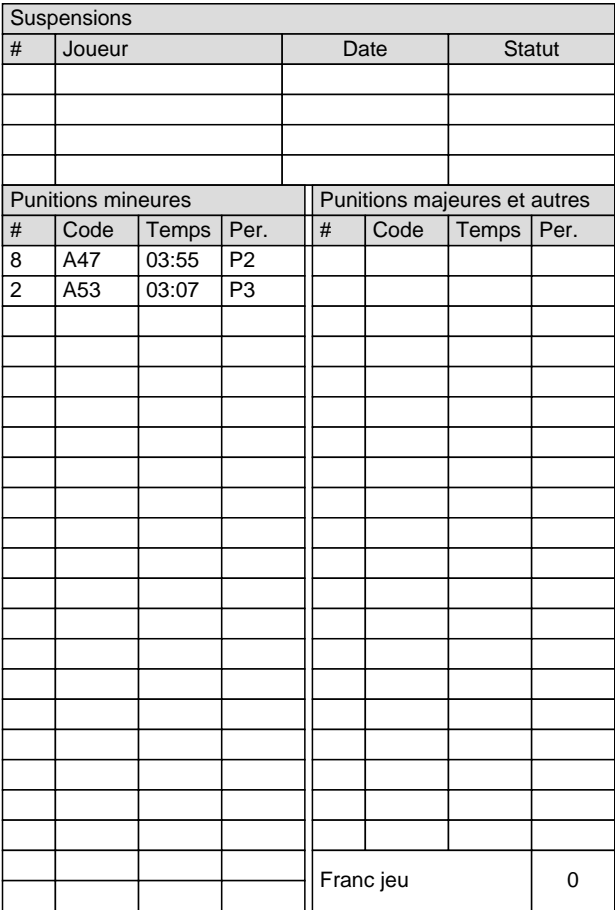 Suspensions
# Joueur Date Statut
Punitions mineures Punitions majeures et autres
# Code Temps Per. # Code Temps Per.
8 A47 03:55 P2
2 A53 03:07 P3
Franc jeu 0